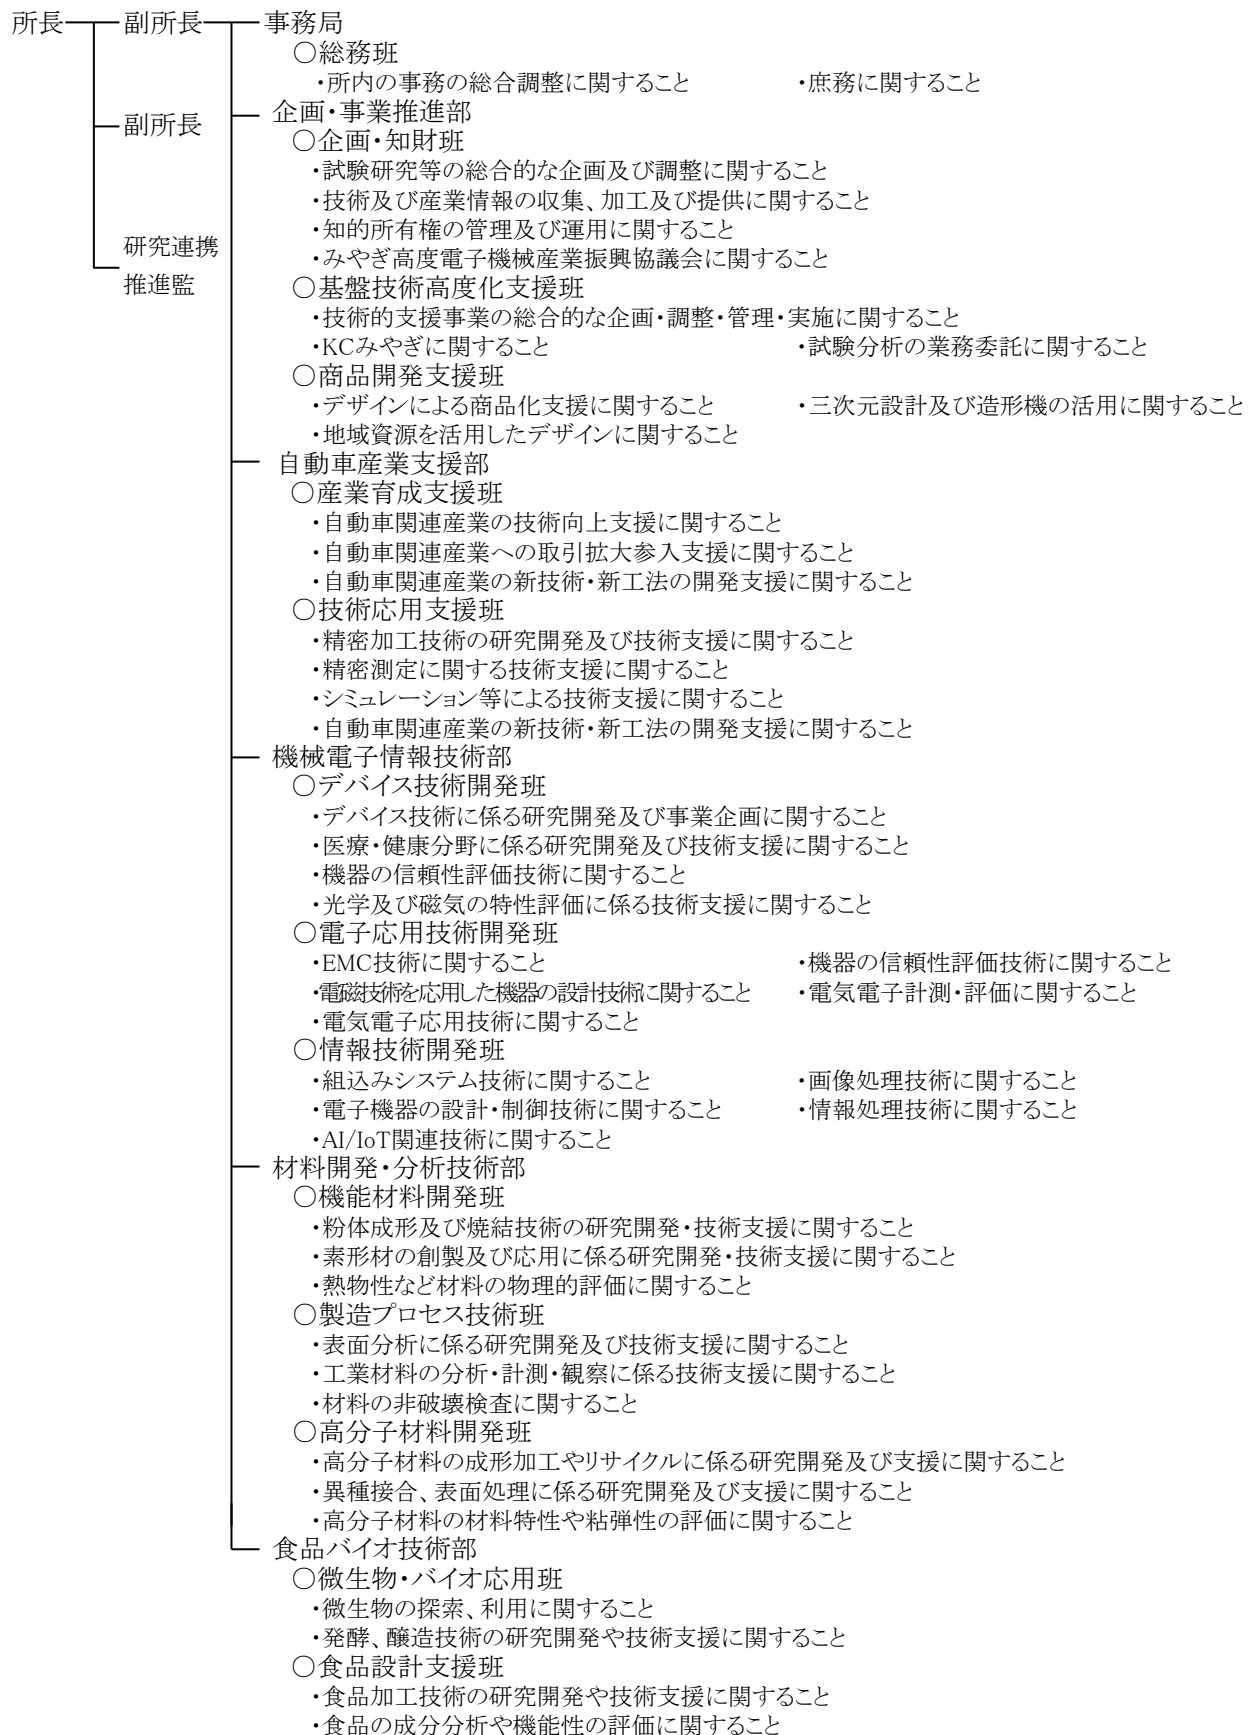 所長 副所長 事務局
○総務班
・所内の事務の総合調整に関すること ・庶務に関すること
企画・事業推進部
副所長
○企画・知財班
・試験研究等の総合的な企画及び調整に関すること
・技術及び産業情報の収集、加工及び提供に関すること
・知的所有権の管理及び運用に関すること
研究連携
推進監
・みやぎ高度電子機械産業振興協議会に関すること
○基盤技術高度化支援班
・技術的支援事業の総合的な企画・調整・管理・実施に関すること
・KCみやぎに関すること ・試験分析の業務委託に関すること
○商品開発支援班
・デザインによる商品化支援に関すること ・三次元設計及び造形機の活用に関すること
・地域資源を活用したデザインに関すること
自動車産業支援部
○産業育成支援班
・自動車関連産業の技術向上支援に関すること
・自動車関連産業への取引拡大参入支援に関すること
・自動車関連産業の新技術・新工法の開発支援に関すること
○技術応用支援班
・精密加工技術の研究開発及び技術支援に関すること
・精密測定に関する技術支援に関すること
・シミュレーション等による技術支援に関すること
・自動車関連産業の新技術・新工法の開発支援に関すること
機械電子情報技術部
○デバイス技術開発班
・デバイス技術に係る研究開発及び事業企画に関すること
・医療・健康分野に係る研究開発及び技術支援に関すること
・機器の信頼性評価技術に関すること
・光学及び磁気の特性評価に係る技術支援に関すること
○電子応用技術開発班
・EMC技術に関すること ・機器の信頼性評価技術に関すること
・電磁技術を応用した機器の設計技術に関すること ・電気電子計測・評価に関すること
・電気電子応用技術に関すること
○情報技術開発班
・組込みシステム技術に関すること ・画像処理技術に関すること
・電子機器の設計・制御技術に関すること ・情報処理技術に関すること
・AI/IoT関連技術に関すること
材料開発・分析技術部
○機能材料開発班
・粉体成形及び焼結技術の研究開発・技術支援に関すること
・素形材の創製及び応用に係る研究開発・技術支援に関すること
・熱物性など材料の物理的評価に関すること
○製造プロセス技術班
・表面分析に係る研究開発及び技術支援に関すること
・工業材料の分析・計測・観察に係る技術支援に関すること
・材料の非破壊検査に関すること
○高分子材料開発班
・高分子材料の成形加工やリサイクルに係る研究開発及び支援に関すること
・異種接合、表面処理に係る研究開発及び支援に関すること
・高分子材料の材料特性や粘弾性の評価に関すること
食品バイオ技術部
○微生物・バイオ応用班
・微生物の探索、利用に関すること
・発酵、醸造技術の研究開発や技術支援に関すること
○食品設計支援班
・食品加工技術の研究開発や技術支援に関すること
・食品の成分分析や機能性の評価に関すること